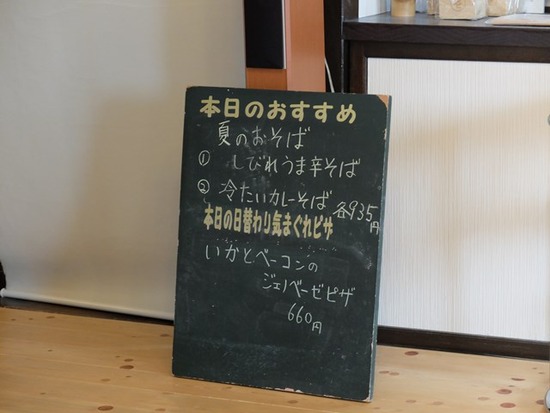 本日のおすすめ
夏のおそば
① しびれうま辛そば
② 冷たいカレーそば 各935円
本日の日替わり気まぐれピザ
いかとベーコンの
ジェノベーゼピザ
660円